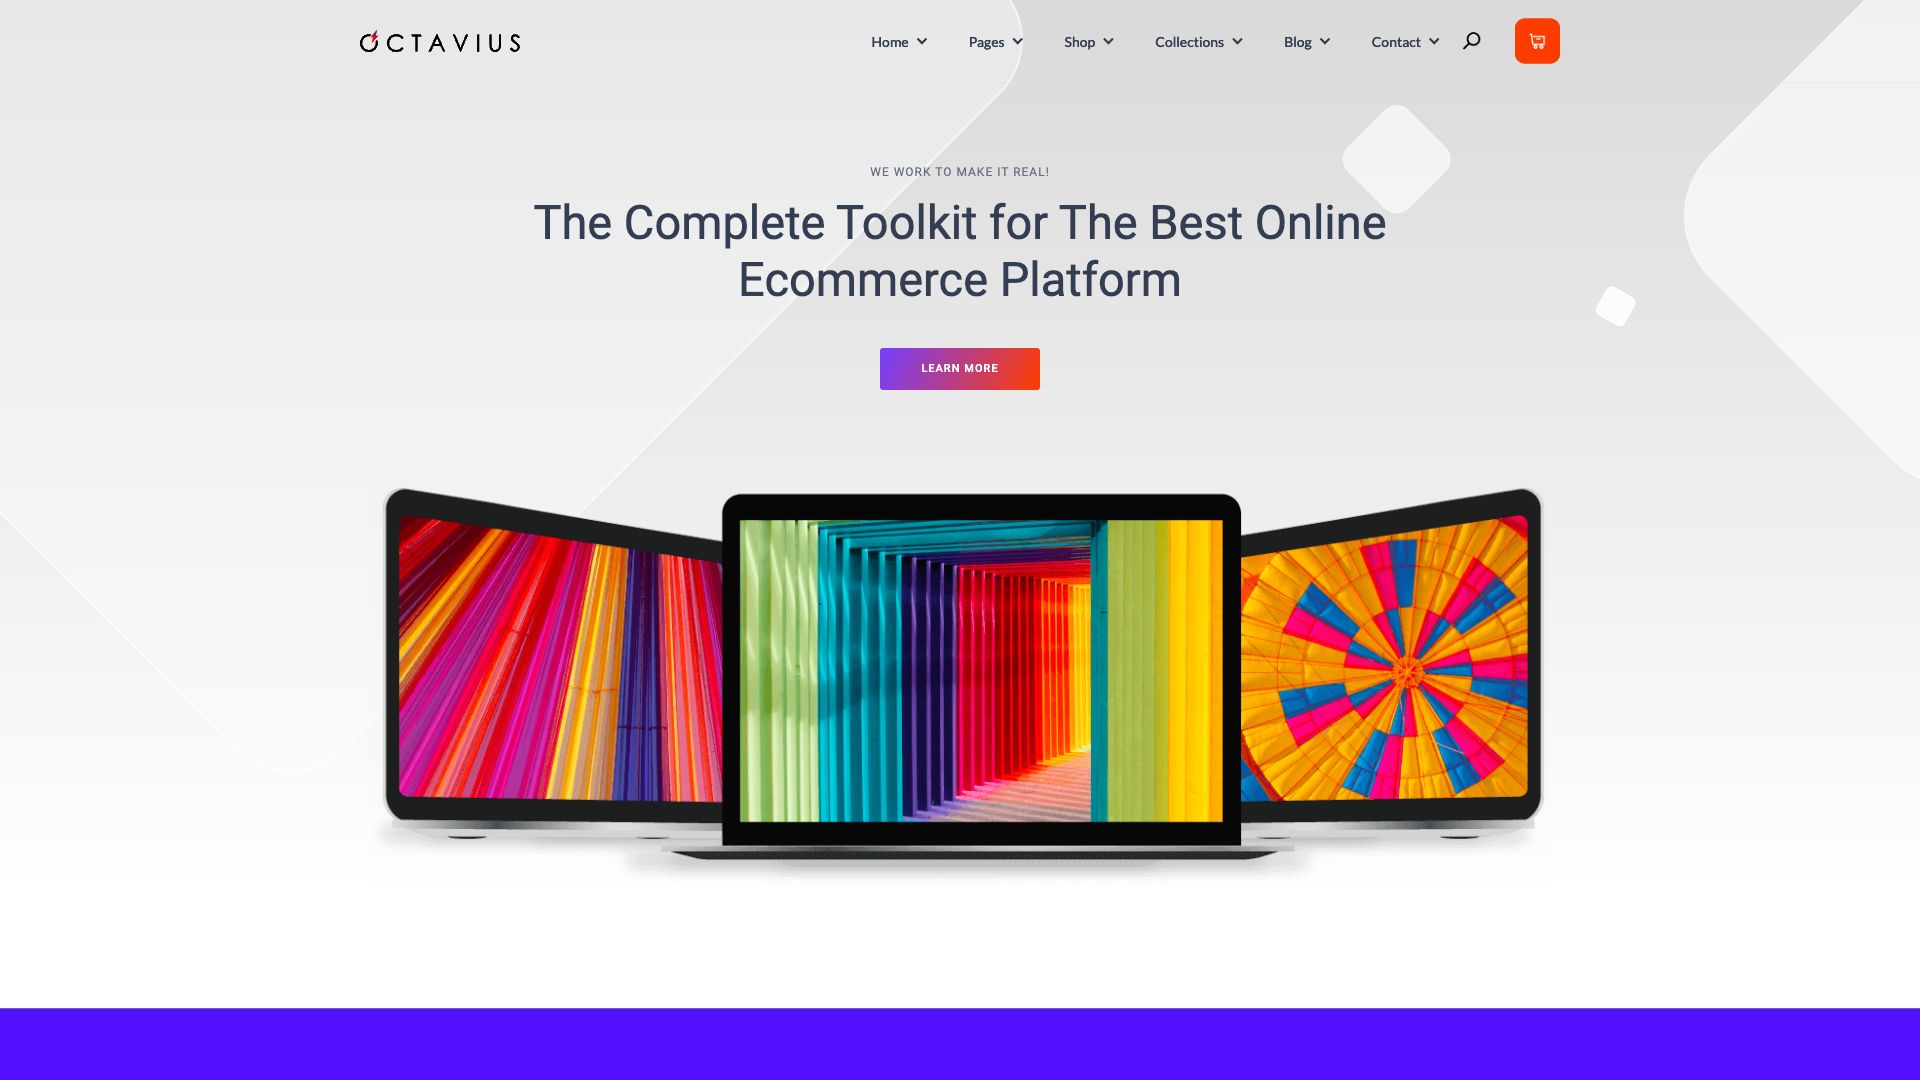 OCTAVIUS
Home Pages Shop Collections Blog Contact
WE WORK TO MAKE IT REAL!
The Complete Toolkit for The Best Online
Ecommerce Platform
LEARN MORE